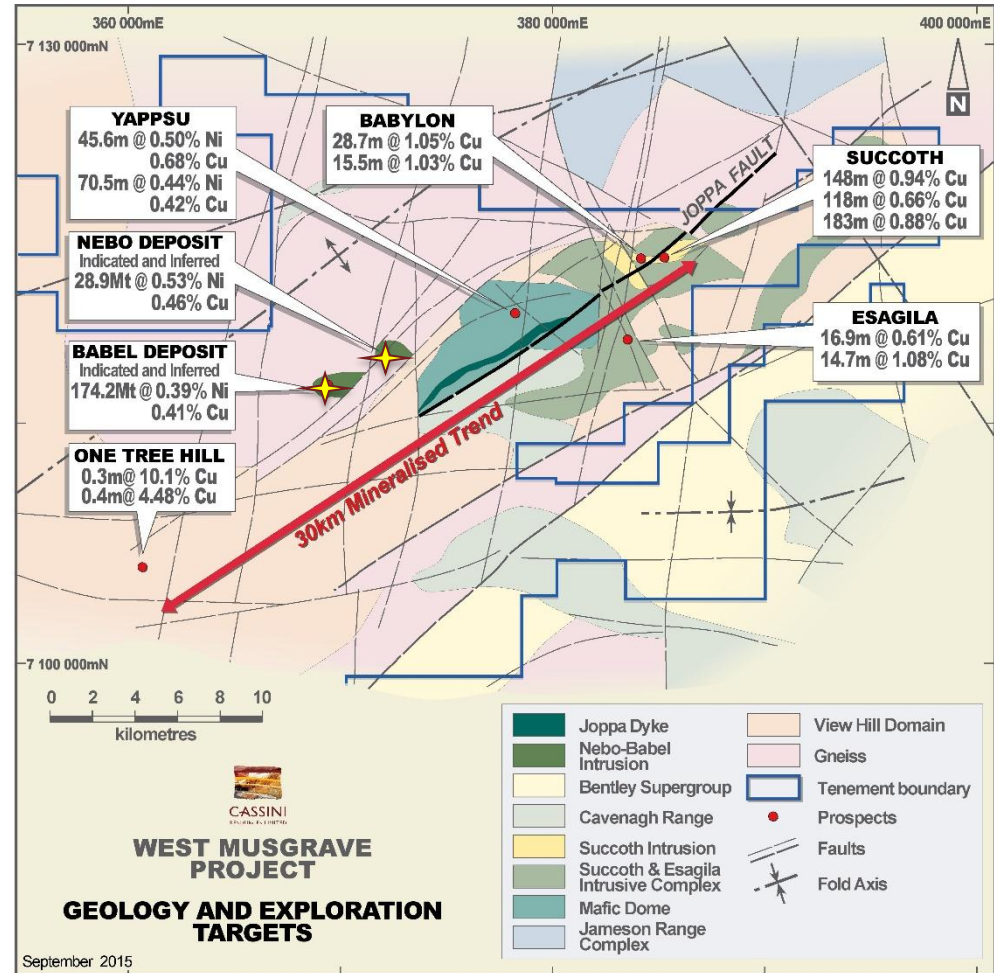 360 000mE
380 000mE
400 000mE
7 130 000mN
N
YAPPSU
45.6m @ 0.50% Ni
0.68% Cu
70.5m @ 0.44% Ni
0.42% Cu
BABYLON
28.7m @ 1.05% Cu
15.5m @ 1.03% Cu
JOPPA FAULT
SUCCOTH
148m @ 0.94% Cu
118m @ 0.66% Cu
183m @ 0.88% Cu
NEBO DEPOSIT
Indicated and Inferred
28.9Mt @ 0.53% Ni
0.46% Cu
ESAGILA
16.9m @ 0.61% Cu
14.7m @ 1.08% Cu
BABEL DEPOSIT
Indicated and Inferred
174.2Mt @ 0.39% Ni
0.41% Cu
ONE TREE HILL
0.3m@ 10.1% Cu
0.4m@ 4.48% Cu
30km Mineralised Trend
7 100 000mN
0 2 4 6 8 10
kilometres
Joppa Dyke
Nebo-Babel
Intrusion
Bentley Supergroup
Cavenagh Range
Succoth Intrusion
Succoth & Esagila
Intrusive Complex
Mafic Dome
Jameson Range
Complex
View Hill Domain
Gneiss
Tenement boundary
Prospects
Faults
Fold Axis
CASSINI
WEST MUSGRAVE
PROJECT
GEOLOGY AND EXPLORATION
TARGETS
September 2015